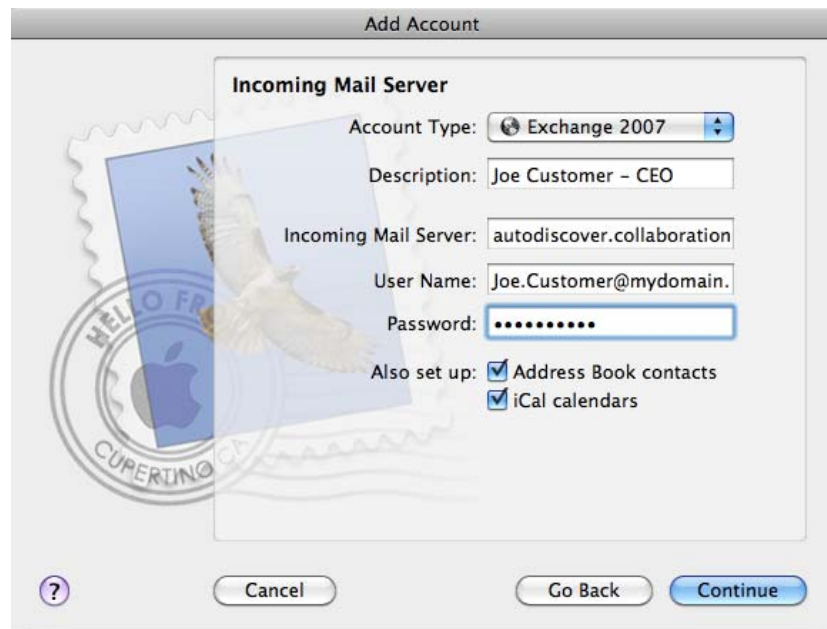 Add Account
Incoming Mail Server
Account Type: Exchange 2007
Description: Joe Customer – CEO
Incoming Mail Server: autodiscover.collaboration
User Name: Joe.Customer@mydomain.
Password: ••••••••••
Also set up: Address Book contacts
iCal calendars
HELLO FR
CUPERTINO CA
? Cancel Go Back Continue